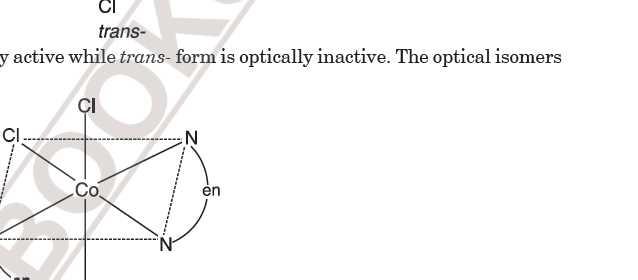 Cl
trans-
y active while trans- form is optically inactive. The optical isomers
Cl
Cl
N
Co
en
N